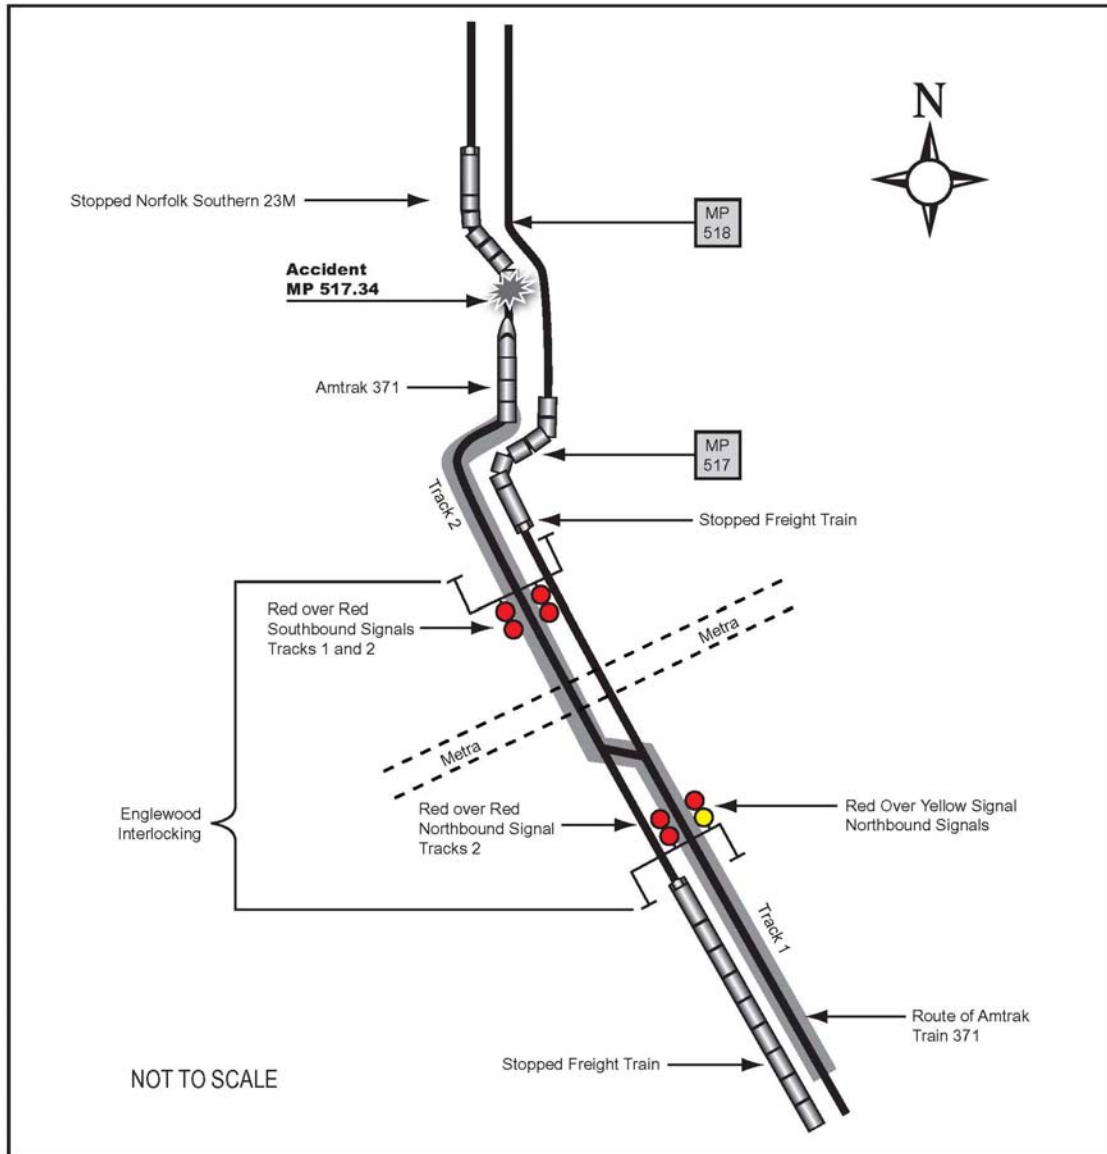 N
Stopped Norfolk Southern 23M
MP
518
Accident
MP 517.34
Amtrak 371
MP
517
Track 2
Stopped Freight Train
Red over Red
Southbound Signals
Tracks 1 and 2
Metra
Metra
Englewood
Interlocking
Red over Red
Northbound Signal
Tracks 2
Red Over Yellow Signal
Northbound Signals
Track 1
Route of Amtrak
Train 371
Stopped Freight Train
NOT TO SCALE